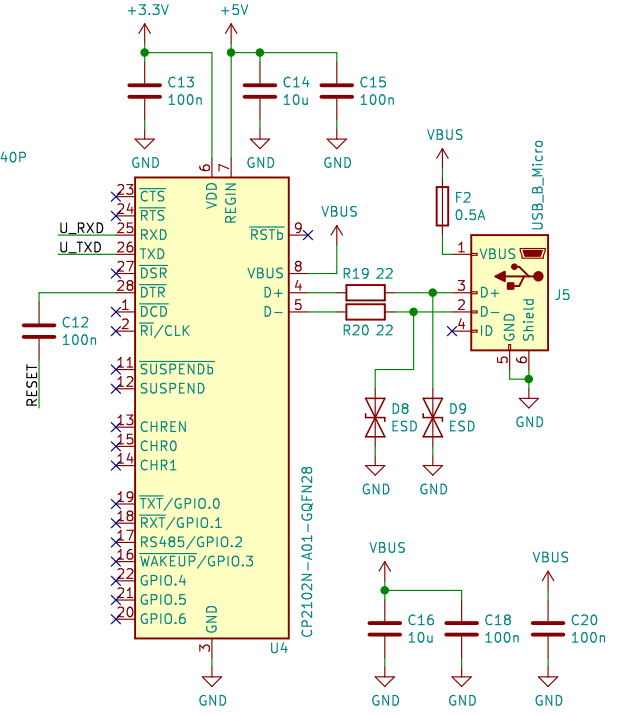 +3.3V
+5V
C13
100n
C14
10u
C15
100n
GND
GND
GND
40P
VBUS
F2
0.5A
USB_B_Micro
6
7
VDD
REGIN
23
CTS
24
RTS
U_RXD
25
RXD
U_TXD
26
TXD
27
DSR
28
DTR
1
DCD
2
RI/CLK
11
SUSPENDb
12
SUSPEND
13
CHREN
15
CHR0
14
CHR1
19
TXT/GPIO.0
18
RXT/GPIO.1
17
RS485/GPIO.2
16
WAKEUP/GPIO.3
22
GPIO.4
21
GPIO.5
20
GPIO.6
RSTb
9
VBUS
VBUS
8
D+
4
D-
5
GND
3
U4
CP2102N-A01-GQFN28
GND
C12
100n
RESET
R19 22
R20 22
1
VBUS
3
D+
2
D-
4
ID
GND
Shield
5
6
J5
GND
D8
ESD
D9
ESD
GND
GND
VBUS
VBUS
C16
10u
C18
100n
C20
100n
GND
GND
GND